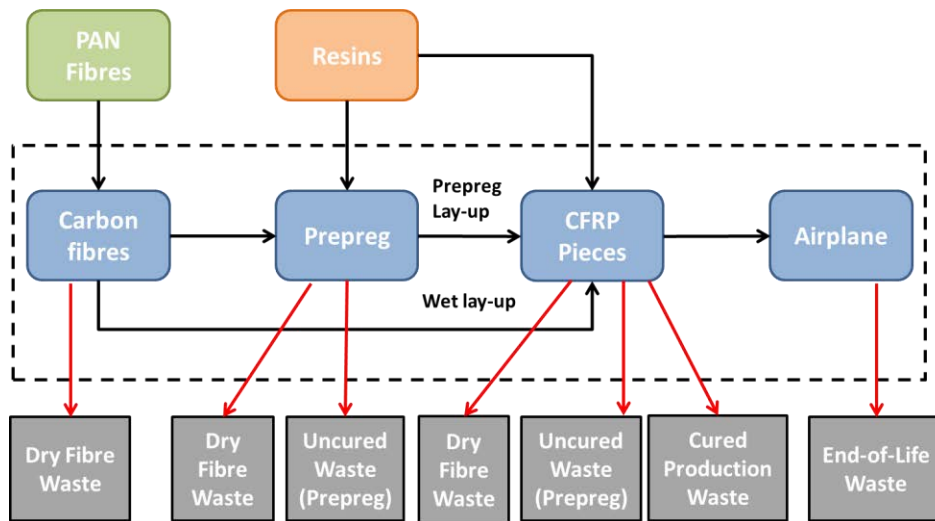 PAN
Fibres
Resins
Prepreg
Lay-up
Carbon
fibres
Prepreg
CFRP
Pieces
Airplane
Wet lay-up
Dry Fibre
Waste
Dry
Fibre
Waste
Uncured
Waste
(Prepreg)
Dry
Fibre
Waste
Uncured
Waste
(Prepreg)
Cured
Production
Waste
End-of-Life
Waste